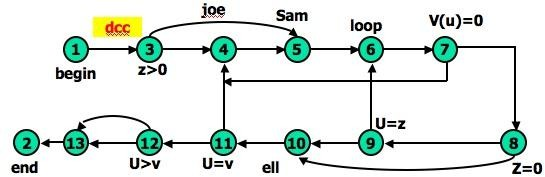 dcc
joe
Sam
loop
V(u)=0
1
3
4
5
6
7
begin
z>0
U=z
2
13
12
11
10
9
8
end
U>v
U=v
ell
Z=0